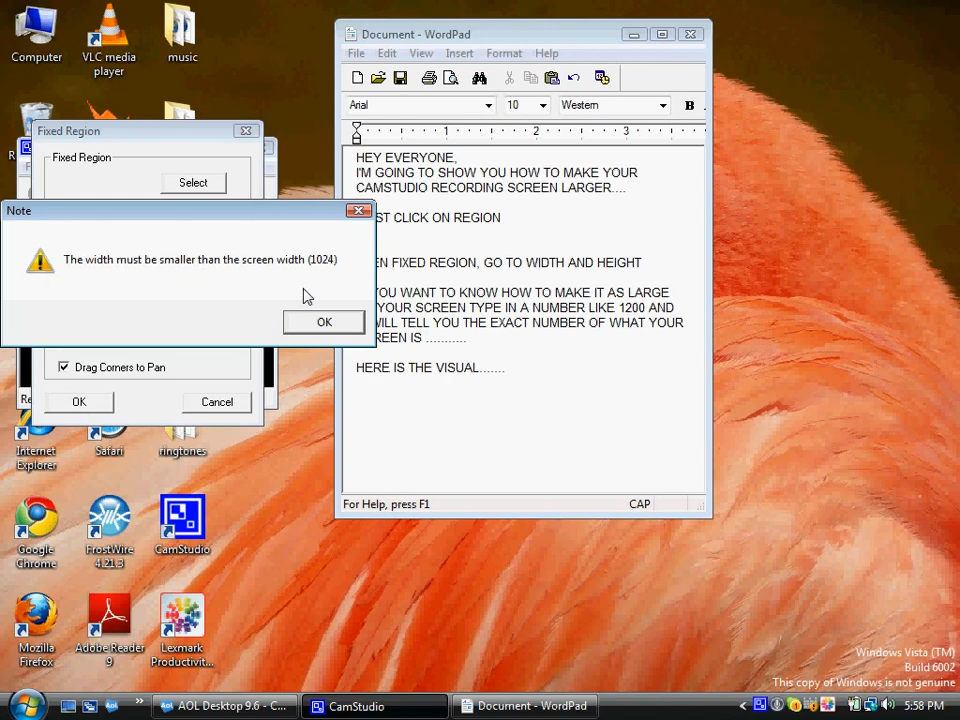 Computer
VLC media
player
music
Document - WordPad
File Edit View Insert Format Help
Arial 10 Western B
1 2 3
HEY EVERYONE,
I'M GOING TO SHOW YOU HOW TO MAKE YOUR
CAMSTUDIO RECORDING SCREEN LARGER....
ST CLICK ON REGION
EN FIXED REGION, GO TO WIDTH AND HEIGHT
YOU WANT TO KNOW HOW TO MAKE IT AS LARGE
YOUR SCREEN TYPE IN A NUMBER LIKE 1200 AND
WILL TELL YOU THE EXACT NUMBER OF WHAT YOUR
REEN IS ...........
HERE IS THE VISUAL.......
For Help, press F1
CAP
Fixed Region
Fixed Region
Select
Note
The width must be smaller than the screen width (1024)
OK
Drag Corners to Pan
OK
Cancel
Re
Internet
Explorer
Safari
ringtones
Google
Chrome
FrostWire
4.21.3
CamStudio
Mozilla
Firefox
Adobe Reader
9
Lexmark
Productivit...
Windows Vista (TM)
Build 6002
This copy of Windows is not genuine
AOL Desktop 9.6 - C...
CamStudio
Document - WordPad
5:58 PM